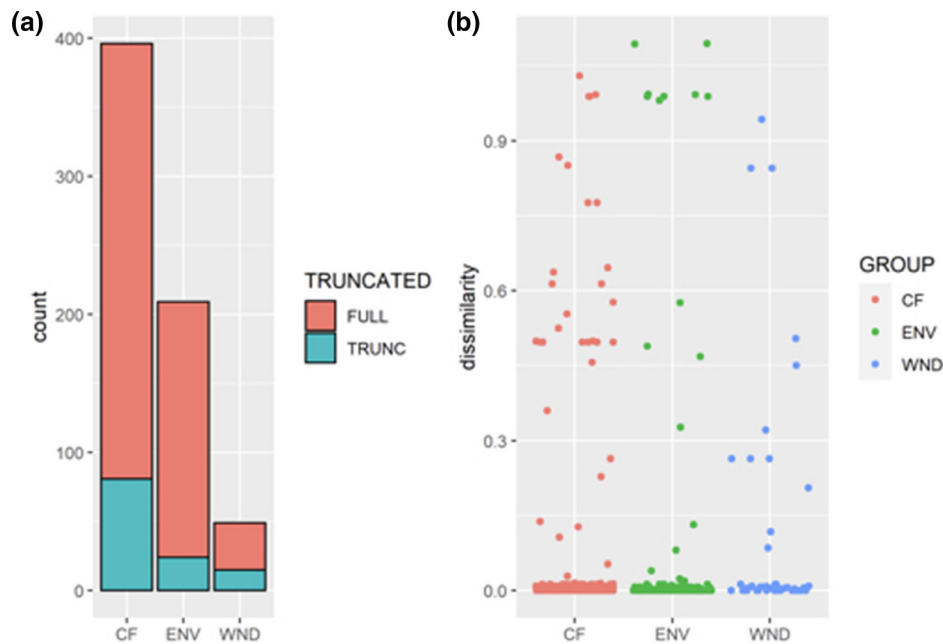 (a)
400
300
200
100
0
count
CF ENV WND
TRUNCATED
FULL
TRUNC
(b)
0.9
0.6
0.3
0.0
dissimilarity
CF ENV WND
GROUP
CF
ENV
WND